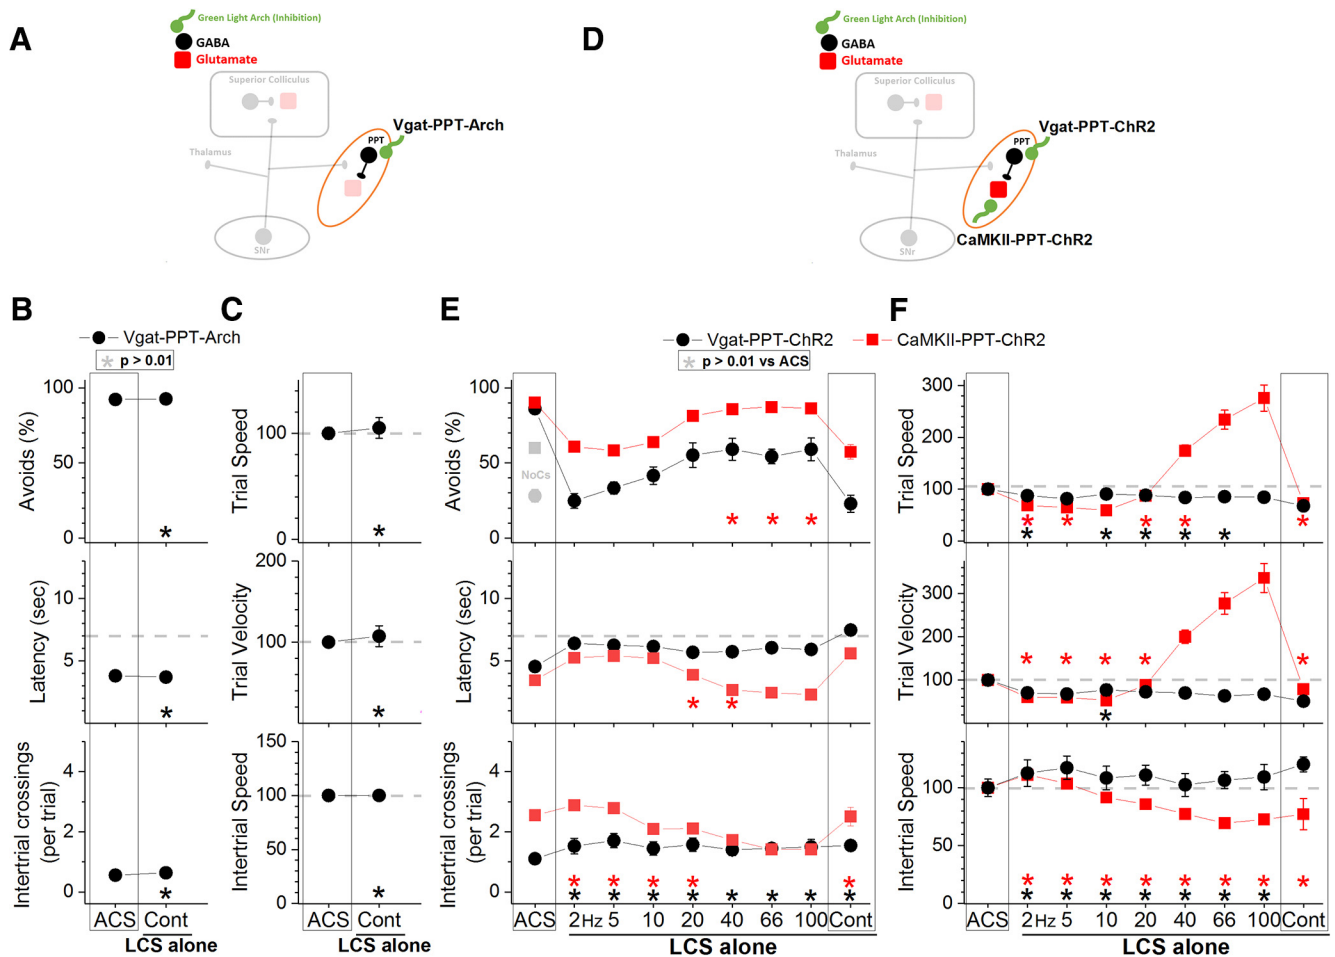 A
Green Light Arch (Inhibition)
GABA
Glutamate
Superior Colliculus
Vgat-PPT-Arch
PPT
Thalamus
SNr
D
Green Light Arch (Inhibition)
GABA
Glutamate
Superior Colliculus
Vgat-PPT-ChR2
PPT
Thalamus
CaMKII-PPT-ChR2
SNr
B
Vgat-PPT-Arch
* p > 0.01
Avoids (%)
100
50
0
*
Latency (sec)
10
5
*
Intertrial crossings
(per trial)
4
2
0
*
ACS Cont
LCS alone
C
Trial Speed
100
0
*
Trial Velocity
200
100
*
Intertrial Speed
150
100
50
0
*
ACS Cont
E
Vgat-PPT-ChR2 CaMKII-PPT-ChR2
* p > 0.01 vs ACS
Avoids (%)
100
50
0
NoCs
* * *
Latency (sec)
10
5
* *
Intertrial crossings
(per trial)
4
2
0
* * * * *
* * * * * * * *
ACS 2 Hz 5 10 20 40 66 100 Cont
LCS alone
F
Trial Speed
300
200
100
0
* * * * *
* * * * *
Trial Velocity
300
200
100
* * * * *
*
Intertrial Speed
100
50
0
* * * * * * * *
* * * * * * *
ACS 2 Hz 5 10 20 40 66 100 Cont
LCS alone